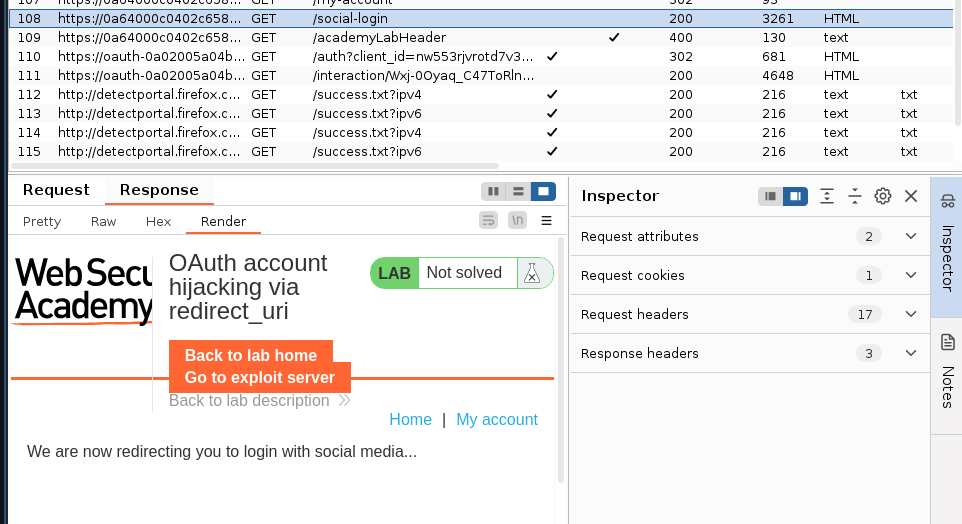 107 https://0a64000c0402c658... GET /my-account 302 93
108 https://0a64000c0402c658... GET /social-login 200 3261 HTML
109 https://0a64000c0402c658... GET /academyLabHeader 400 130 text
110 https://oauth-0a02005a04b... GET /auth?client_id=nw553rjvrotd7v3... 302 681 HTML
111 https://oauth-0a02005a04b... GET /interaction/Wxj-0Oyaq_C47ToRln... 200 4648 HTML
112 http://detectportal.firefox.c... GET /success.txt?ipv4 200 216 text txt
113 http://detectportal.firefox.c... GET /success.txt?ipv6 200 216 text txt
114 http://detectportal.firefox.c... GET /success.txt?ipv4 200 216 text txt
115 http://detectportal.firefox.c... GET /success.txt?ipv6 200 216 text txt
Request Response
Pretty Raw Hex Render \n
Web Secu
Academy
OAuth account
hijacking via
redirect_uri
LAB Not solved
Back to lab home
Go to exploit server
Back to lab description
Home | My account
We are now redirecting you to login with social media...
Inspector
Request attributes 2
Request cookies 1
Request headers 17
Response headers 3
Inspector
Notes